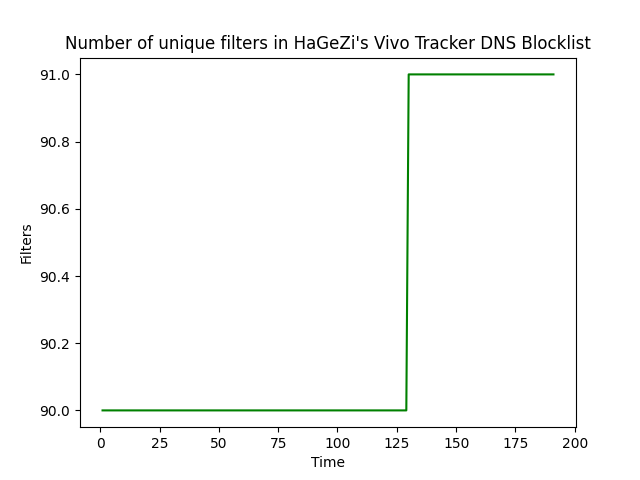 Number of unique filters in HaGeZi's Vivo Tracker DNS Blocklist
91.0
90.8
90.6
90.4
90.2
90.0
Filters
0 25 50 75 100 125 150 175 200
Time